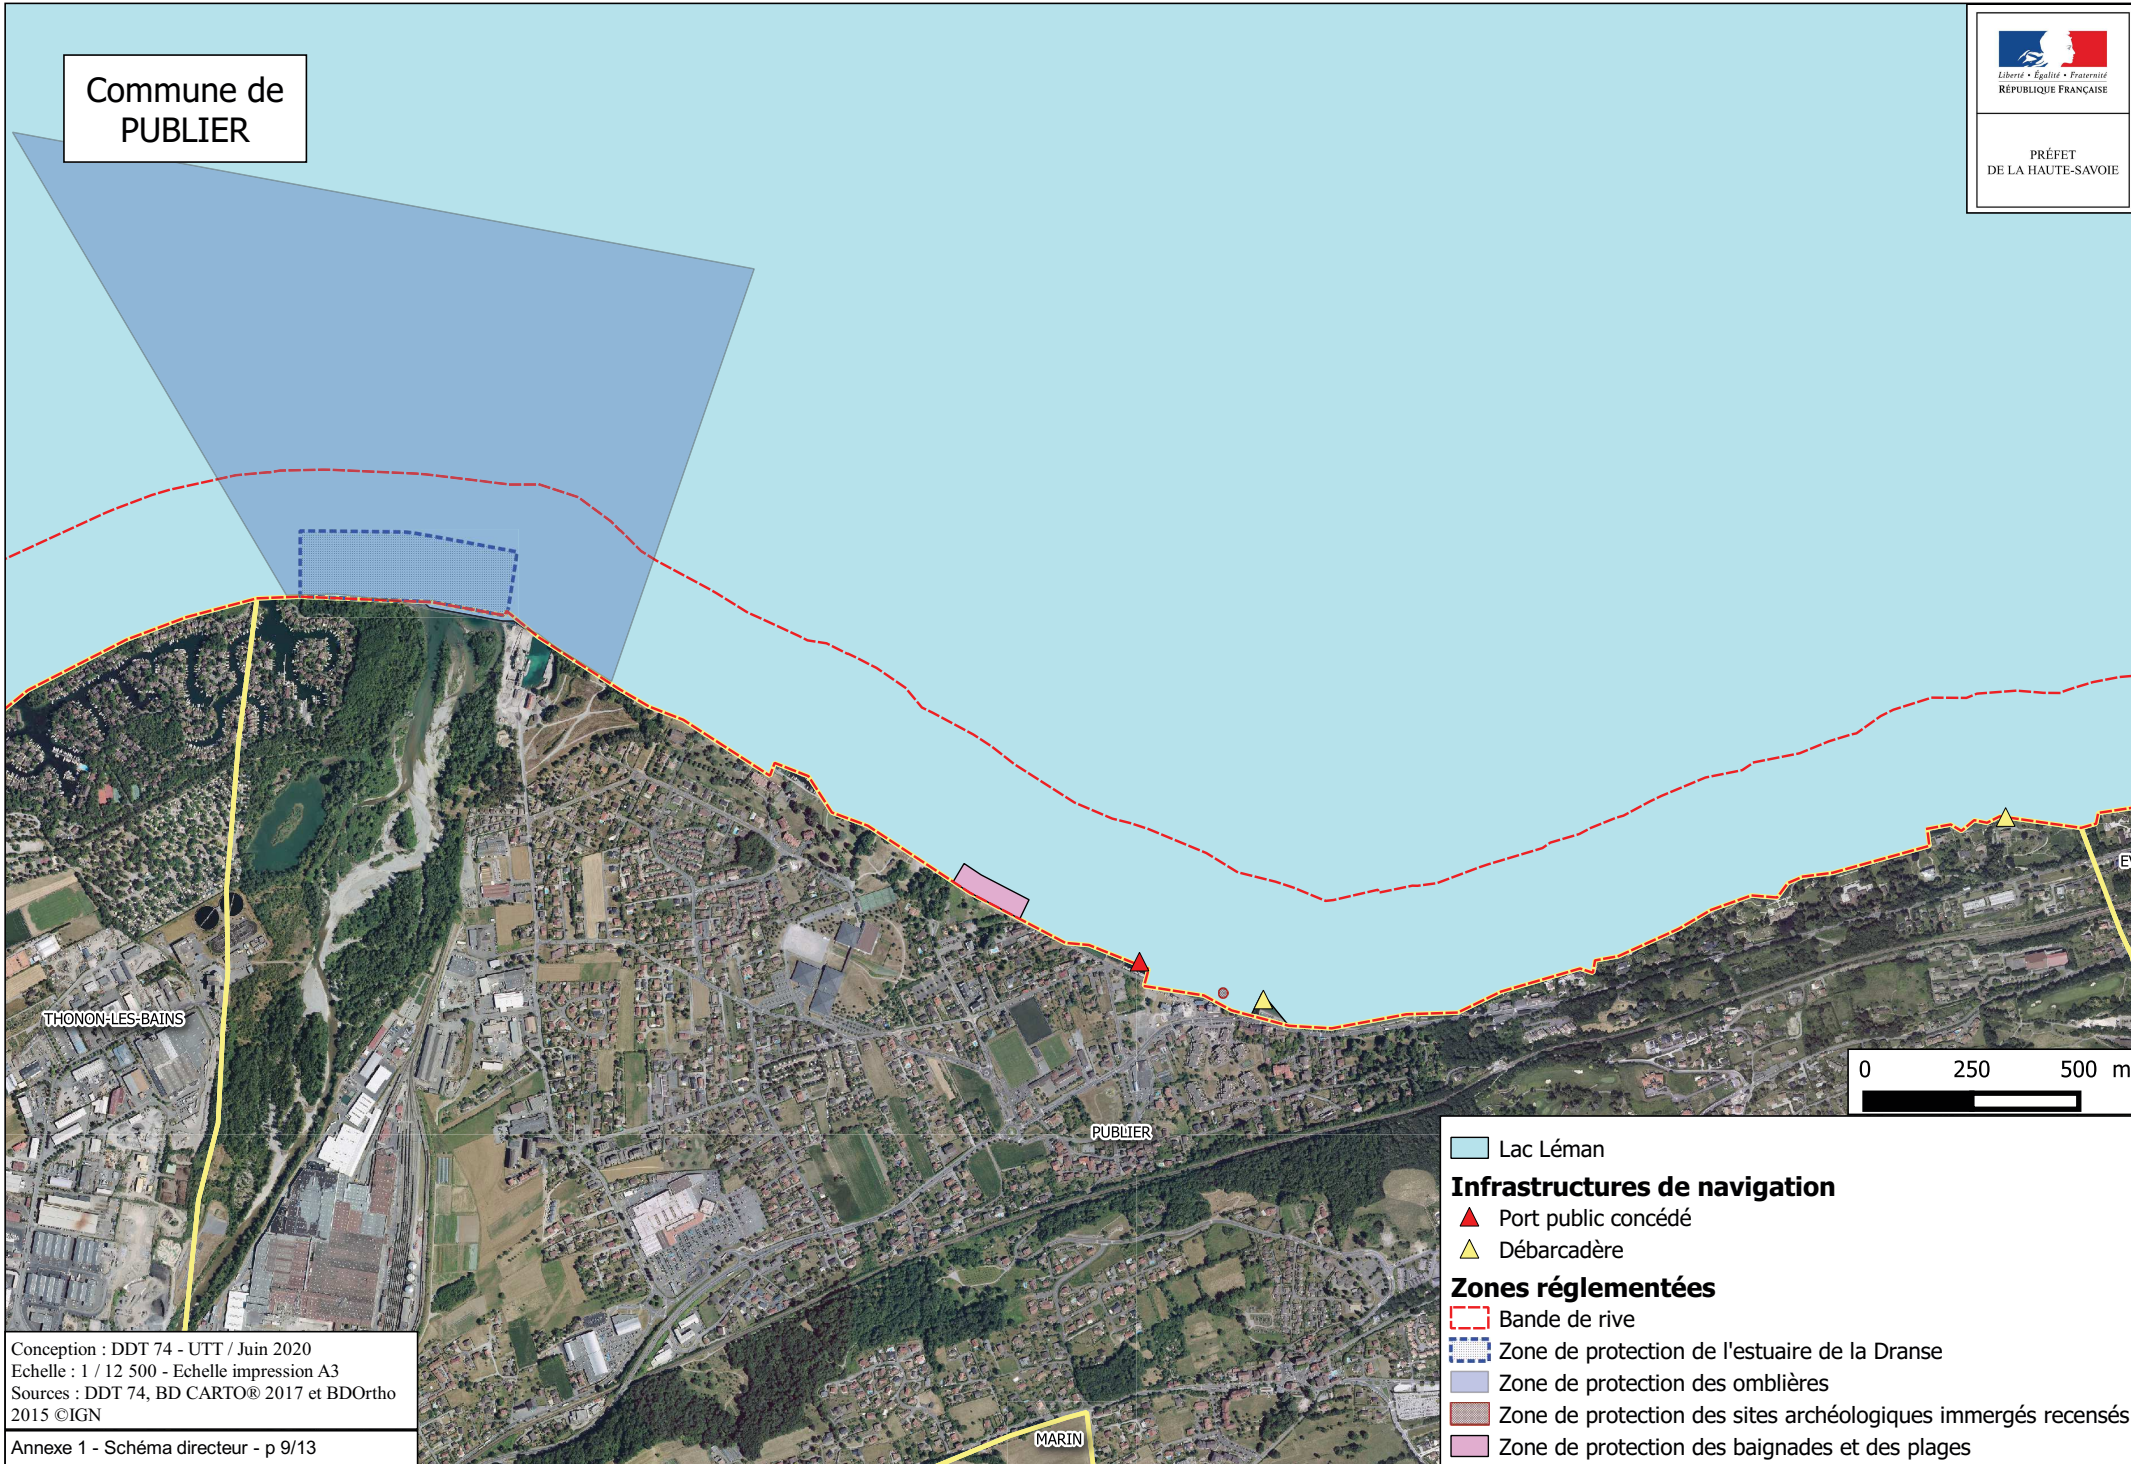 Commune de
PUBLIER
Liberté • Égalité • Fraternité
RÉPUBLIQUE FRANÇAISE
PRÉFET
DE LA HAUTE-SAVOIE
THONON-LES-BAINS
PUBLIER
MARIN
0 250 500 m
Lac Léman
Infrastructures de navigation
Port public concédé
Débarcadère
Zones réglementées
Bande de rive
Zone de protection de l'estuaire de la Dranse
Zone de protection des omblières
Zone de protection des sites archéologiques immergés recensés
Zone de protection des baignades et des plages
Conception : DDT 74 - UTT / Juin 2020
Echelle : 1 / 12 500 - Echelle impression A3
Sources : DDT 74, BD CARTO® 2017 et BDOrtho
2015 ©IGN
Annexe 1 - Schéma directeur - p 9/13